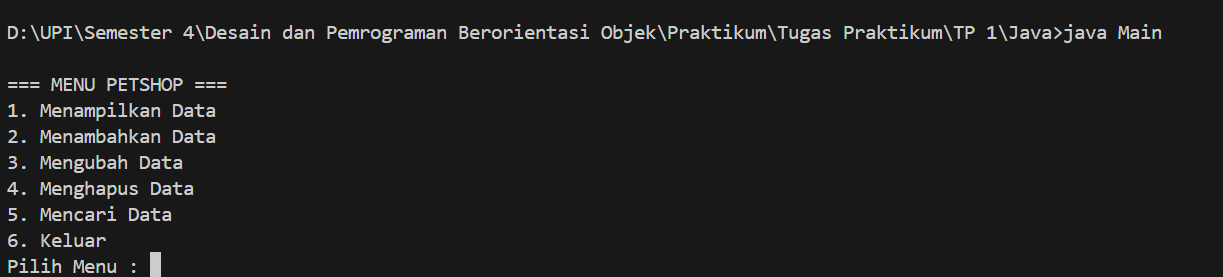 D:\UPI\Semester 4\Desain dan Pemrograman Berorientasi Objek\Praktikum\Tugas Praktikum\TP 1\Java>java Main
=== MENU PETSHOP ===
1. Menampilkan Data
2. Menambahkan Data
3. Mengubah Data
4. Menghapus Data
5. Mencari Data
6. Keluar
Pilih Menu :